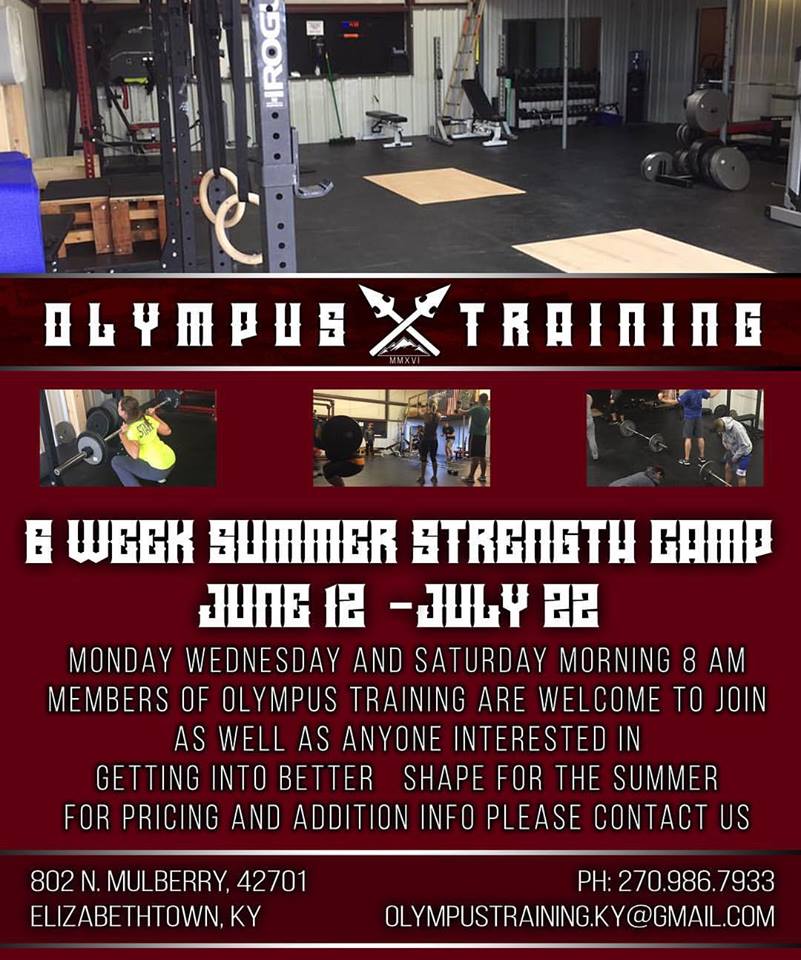 ROGUE
OLYMPUS TRAINING
MMXVI
STAFF
6 WEEK SUMMER STRENGTH CAMP
JUNE 12 -JULY 22
MONDAY WEDNESDAY AND SATURDAY MORNING 8 AM
MEMBERS OF OLYMPUS TRAINING ARE WELCOME TO JOIN
AS WELL AS ANYONE INTERESTED IN
GETTING INTO BETTER SHAPE FOR THE SUMMER
FOR PRICING AND ADDITION INFO PLEASE CONTACT US
802 N. MULBERRY, 42701
ELIZABETHTOWN, KY
PH: 270.986.7933
OLYMPUSTRAINING.KY@GMAIL.COM